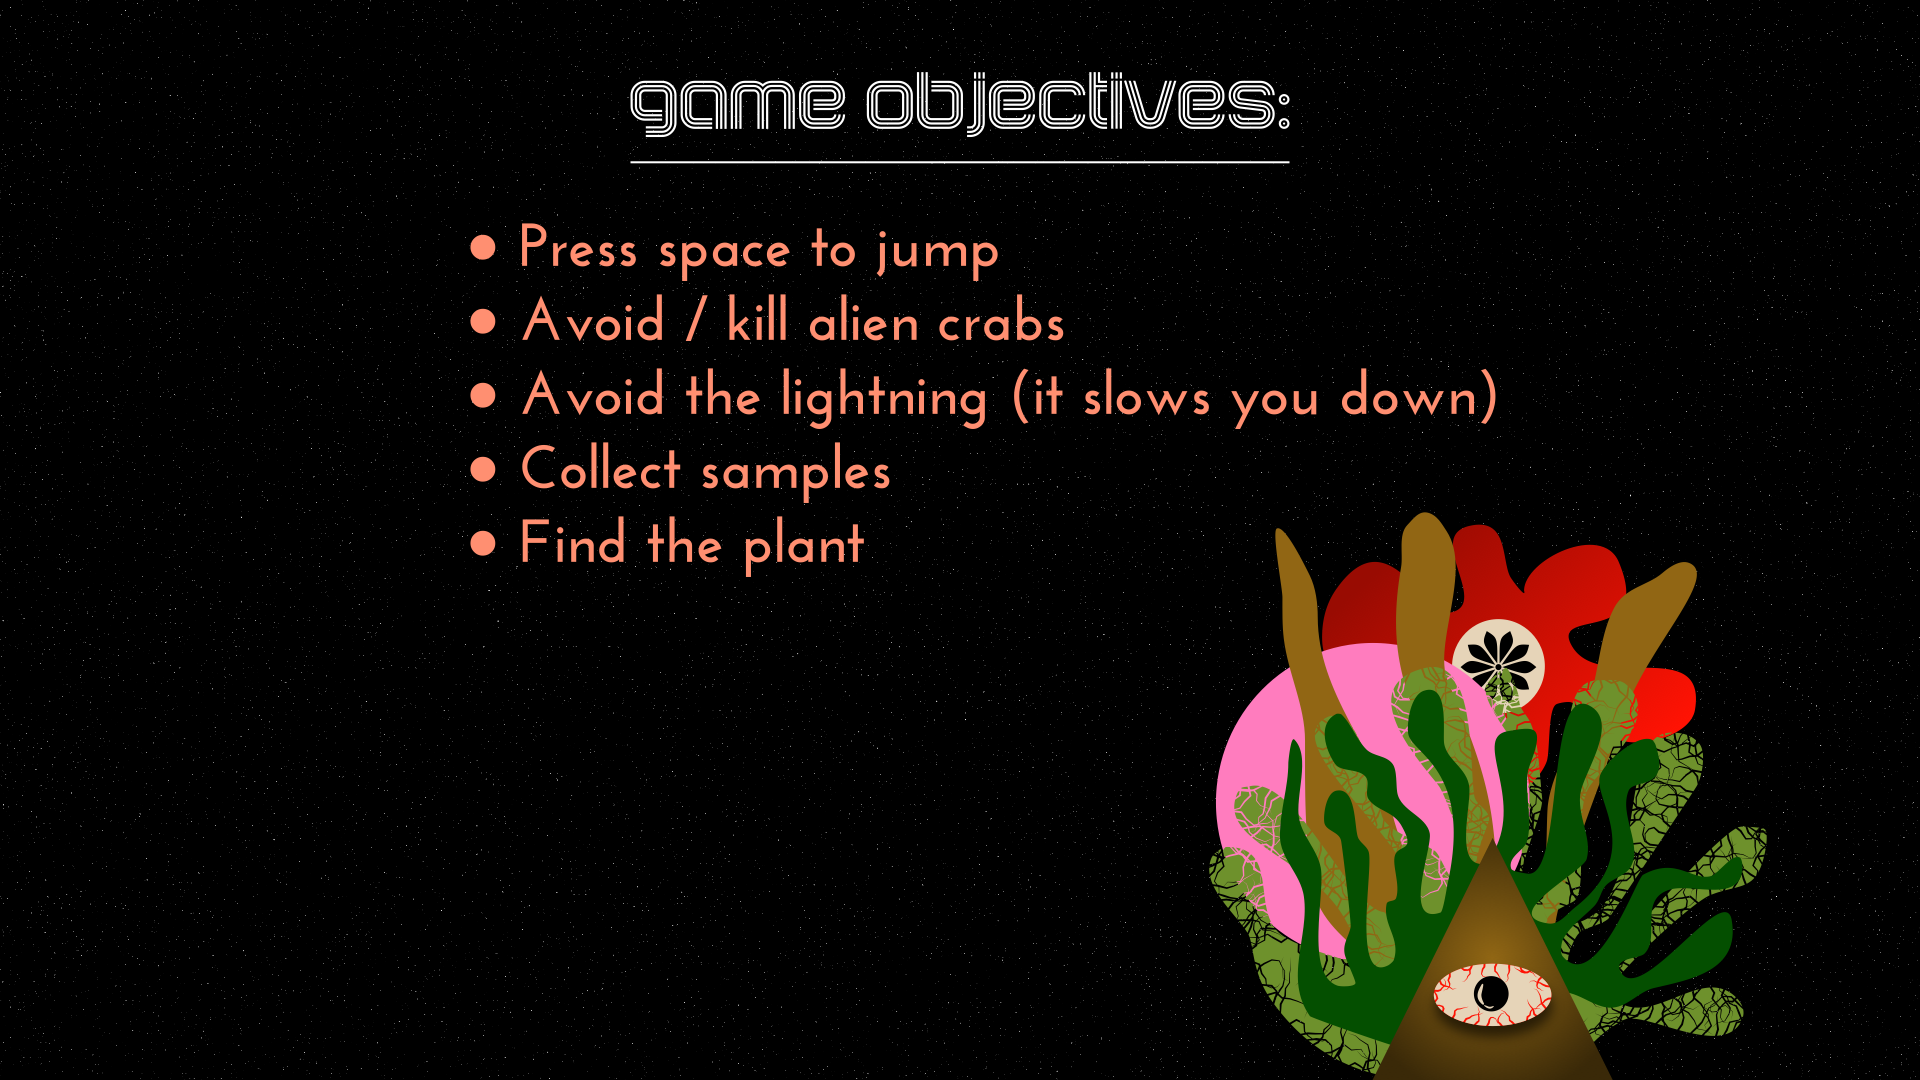 game objectives:
• Press space to jump
• Avoid / kill alien crabs
• Avoid the lightning (it slows you down)
• Collect samples
• Find the plant